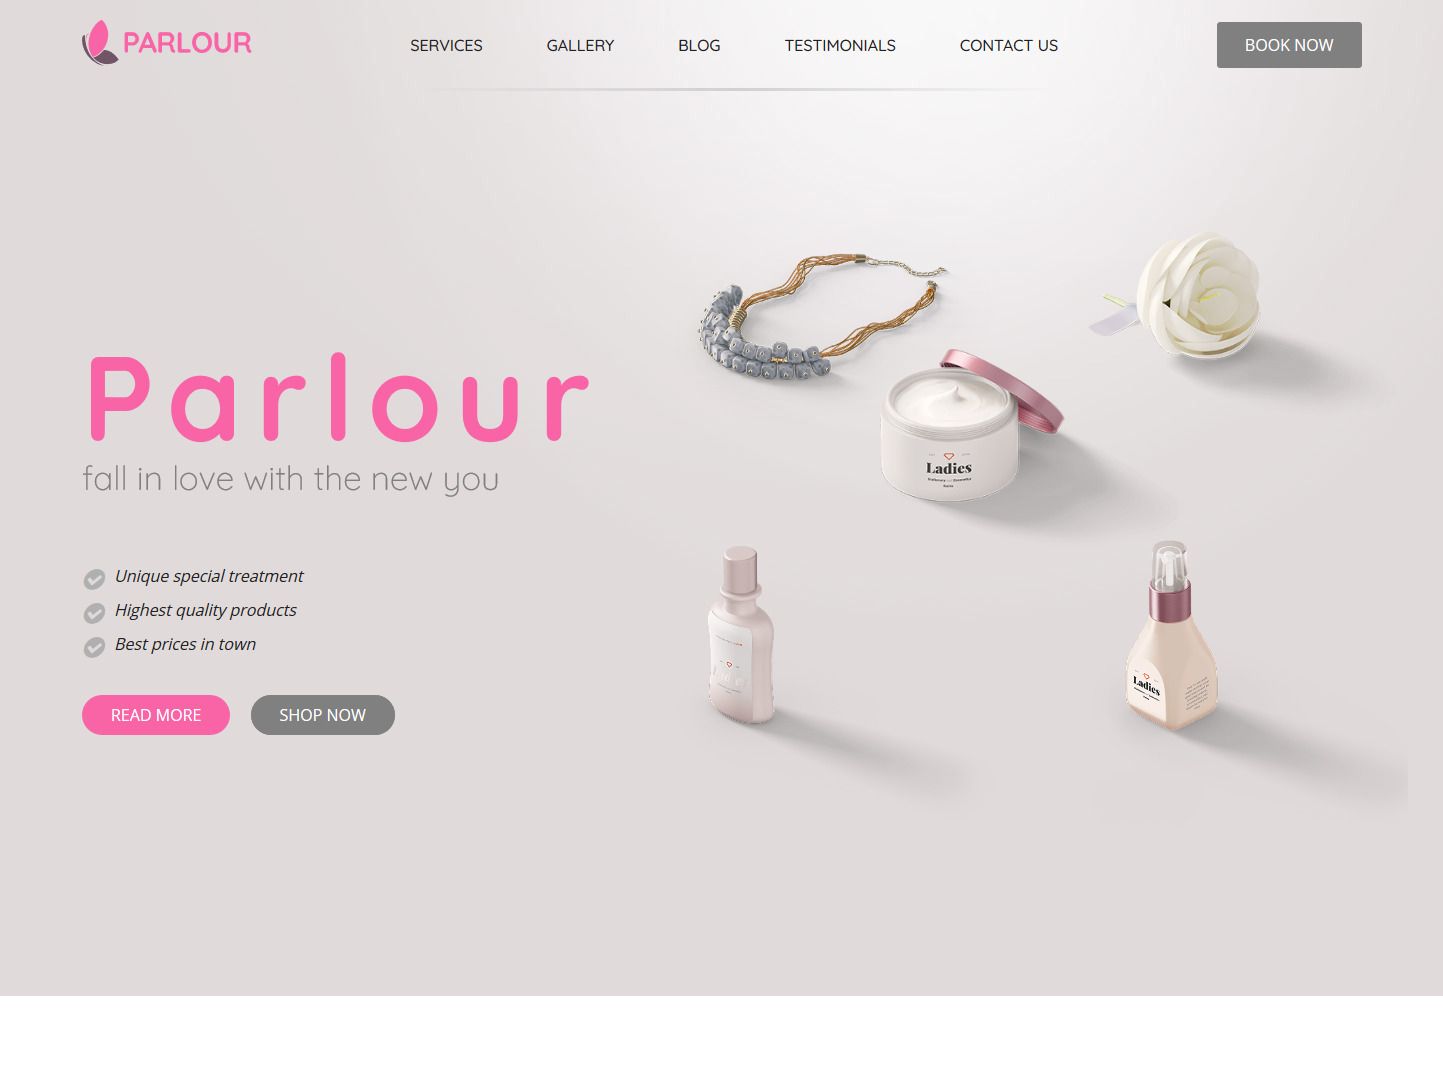 PARLOUR
SERVICES GALLERY BLOG TESTIMONIALS CONTACT US
BOOK NOW
Parlour
fall in love with the new you
Unique special treatment
Highest quality products
Best prices in town
READ MORE SHOP NOW
Ladies
Ladies